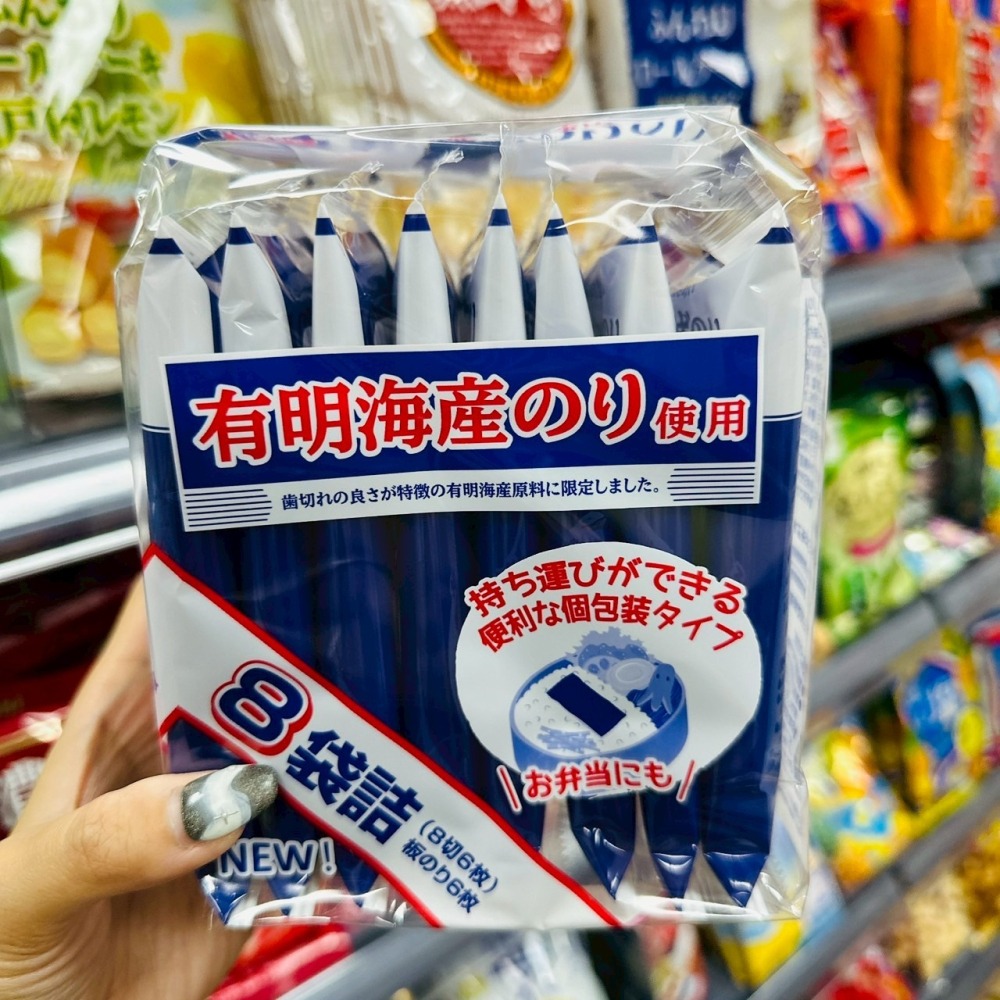 有明海産のり使用
歯切れの良さが特徴の有明海産原料に限定しました。
持ち運びができる
便利な個包装タイプ
お弁当にも
8袋詰
(8切6枚)
板のり6枚
NEW!